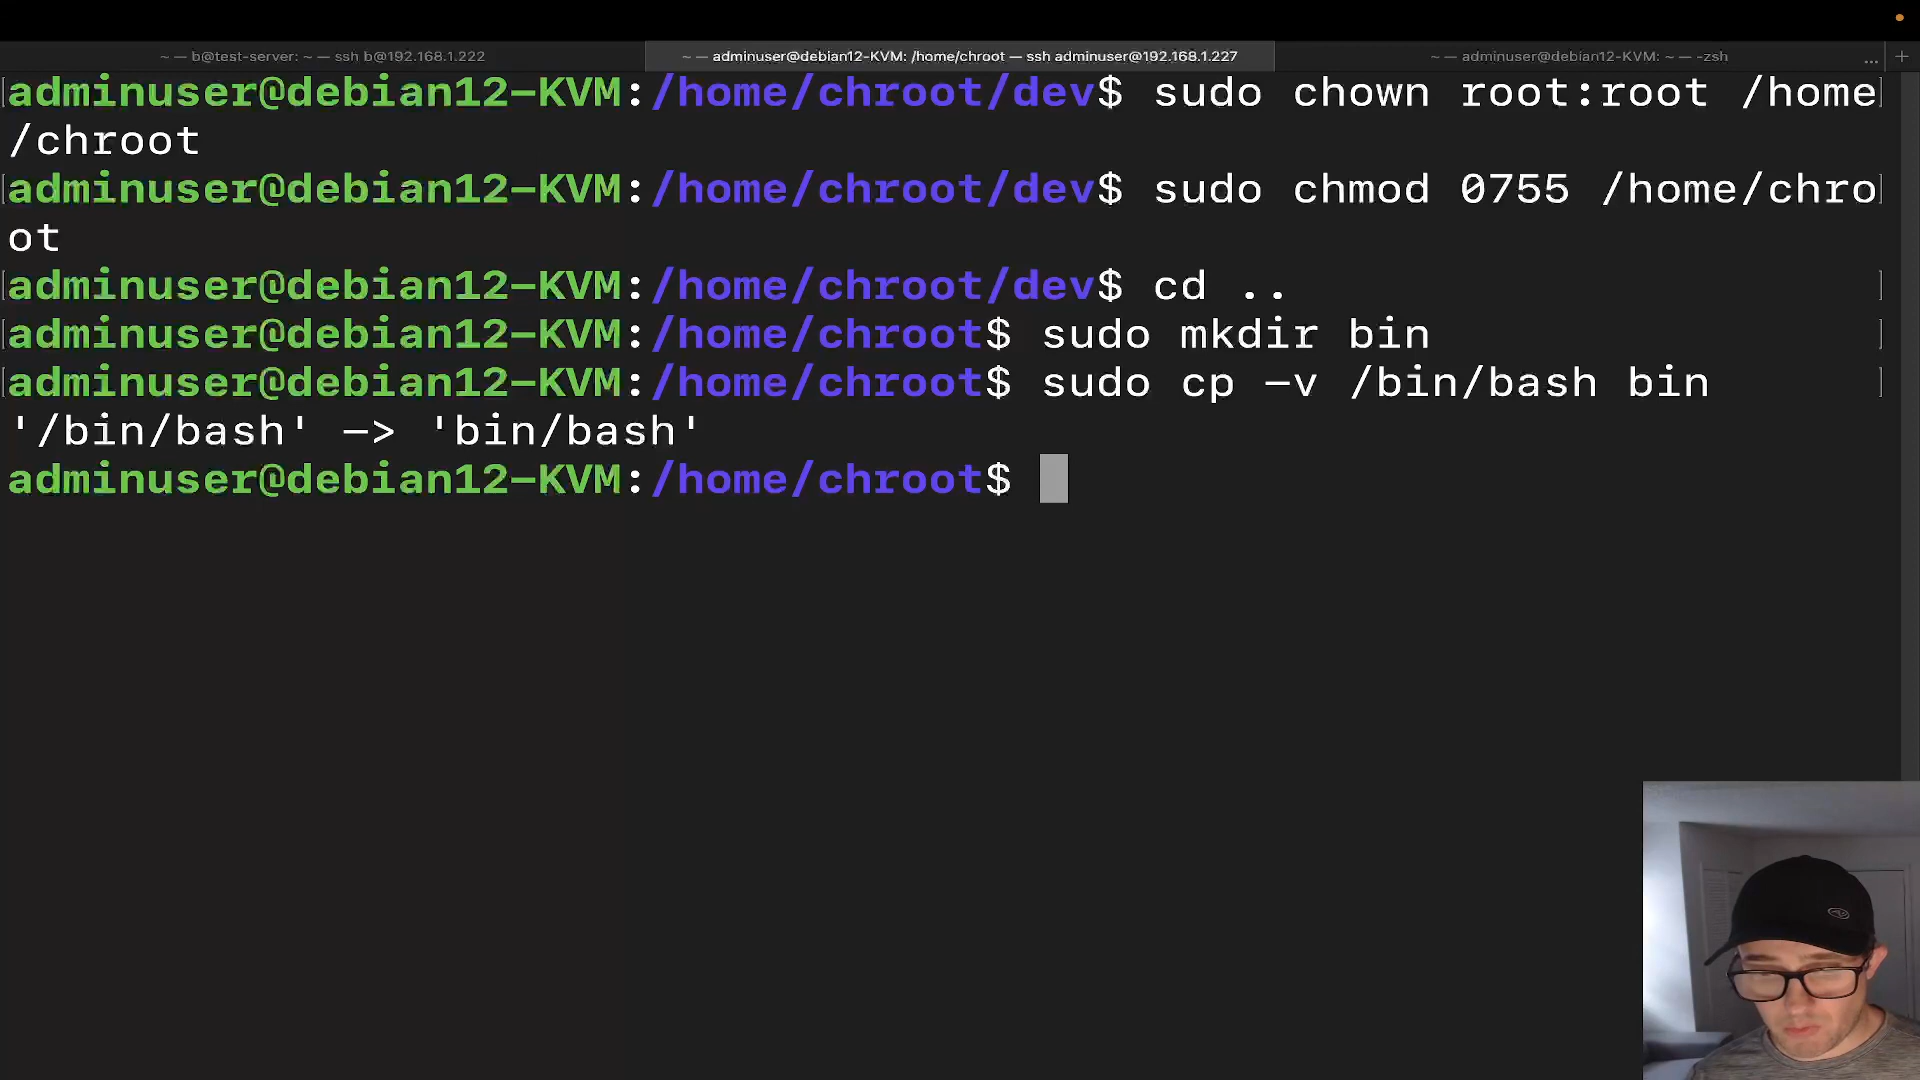 ~ — b@test-server: ~ — ssh b@192.168.1.222
~ — adminuser@debian12-KVM: /home/chroot — ssh adminuser@192.168.1.227
~ — adminuser@debian12-KVM: ~ — -zsh
... +
[adminuser@debian12-KVM:/home/chroot/dev$ sudo chown root:root /home]
/chroot
[adminuser@debian12-KVM:/home/chroot/dev$ sudo chmod 0755 /home/chro]
ot
[adminuser@debian12-KVM:/home/chroot/dev$ cd .. ]
[adminuser@debian12-KVM:/home/chroot$ sudo mkdir bin ]
[adminuser@debian12-KVM:/home/chroot$ sudo cp -v /bin/bash bin ]
'/bin/bash' -> 'bin/bash'
adminuser@debian12-KVM:/home/chroot$